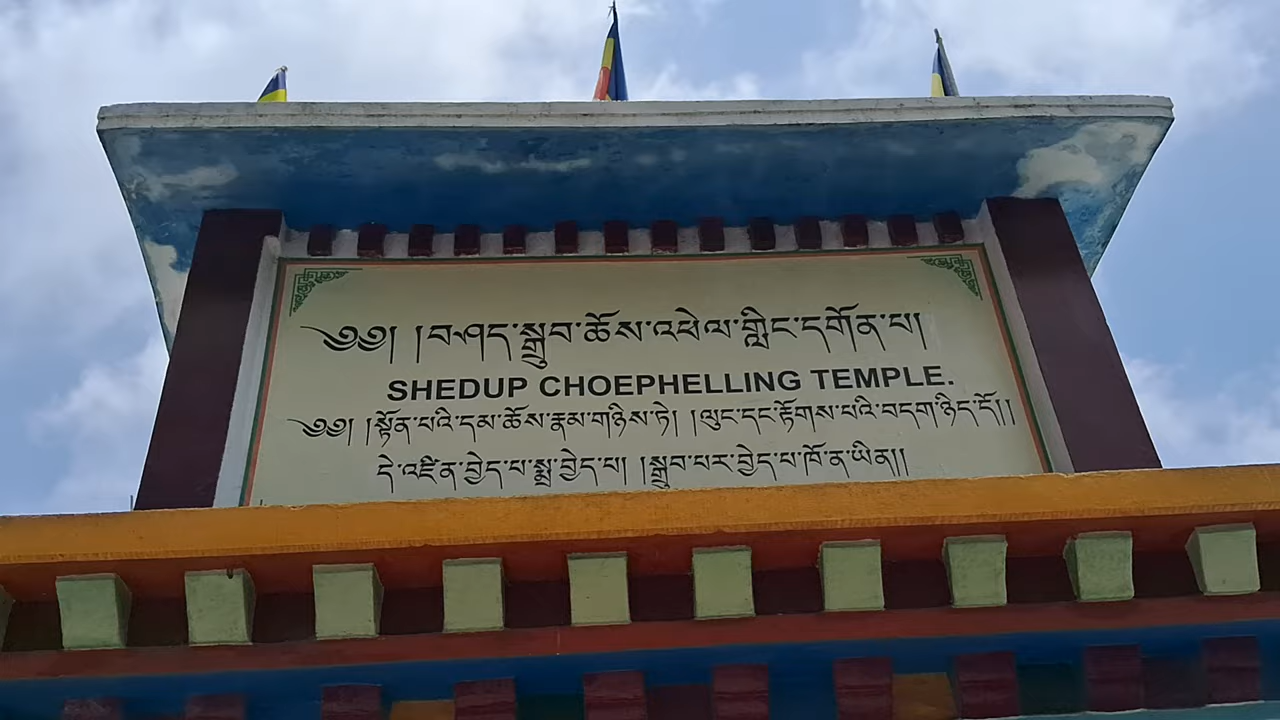 ༄༅། །བཤད་སྒྲུབ་ཆོས་འཕེལ་གླིང་དགོན་པ།
SHEDUP CHOEPHELLING TEMPLE.
༄༅། །སྟོན་པའི་དམ་ཆོས་རྣམ་གཉིས་ཏེ། །ལུང་དང་རྟོགས་པའི་བདག་ཉིད་དོ། །
དེ་འཛིན་བྱེད་པ་སྨྲ་བྱེད་པ། །སྒྲུབ་པར་བྱེད་པ་ཁོ་ན་ཡིན། །